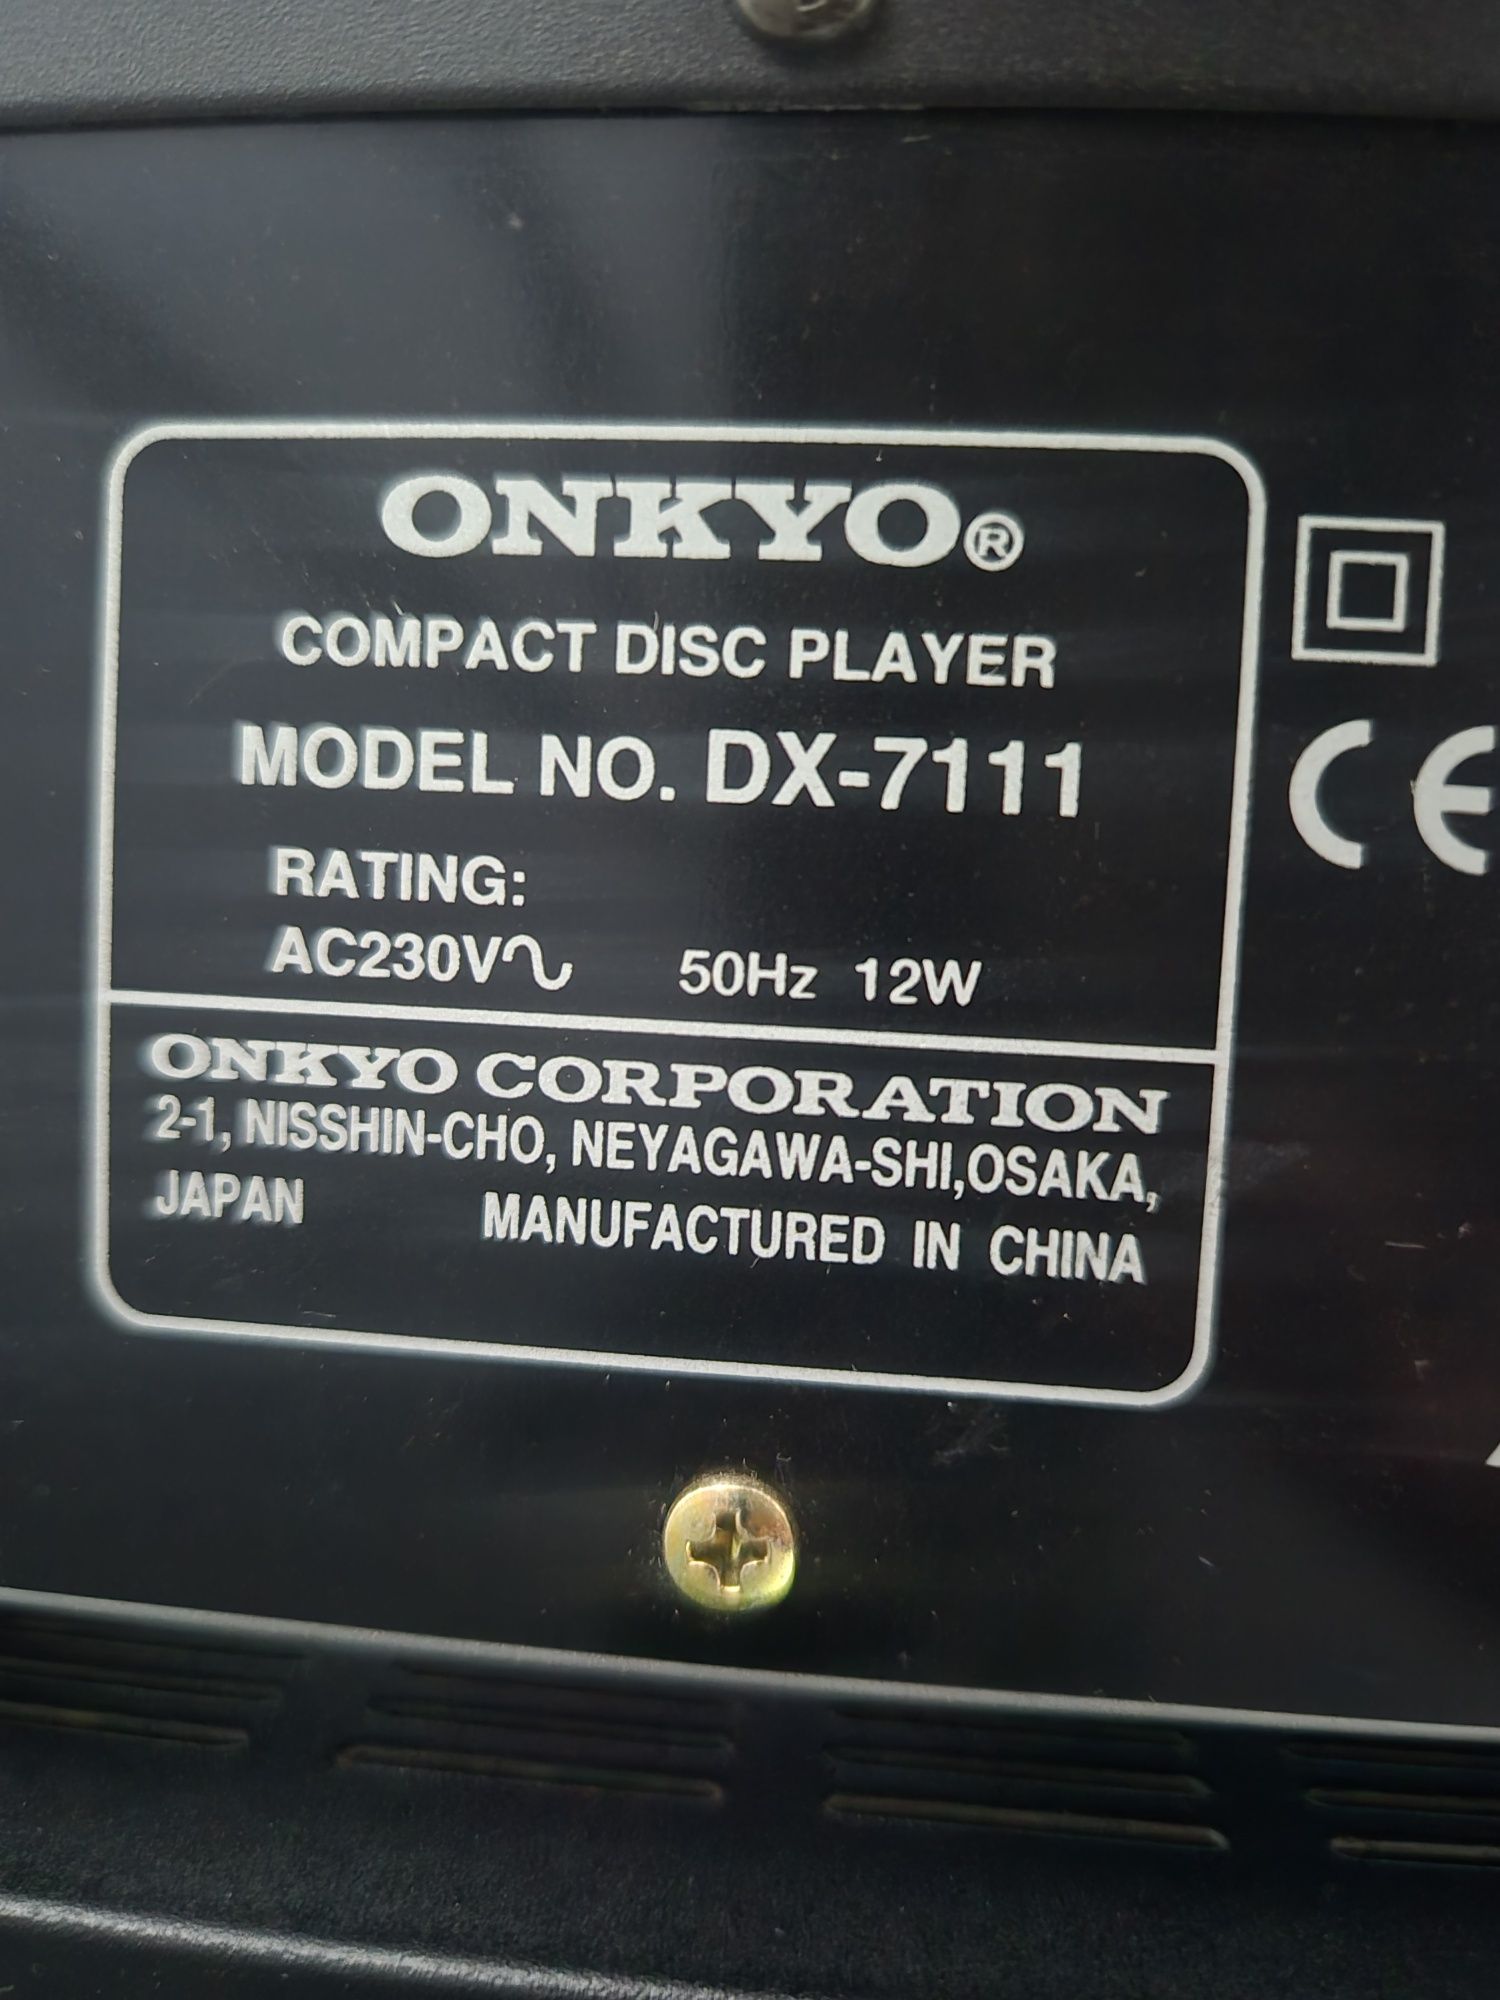 ONKYO®
COMPACT DISC PLAYER
MODEL NO. DX-7111
RATING:
AC230V∿ 50Hz 12W
ONKYO CORPORATION
2-1, NISSHIN-CHO, NEYAGAWA-SHI,OSAKA,
JAPAN MANUFACTURED IN CHINA
CE